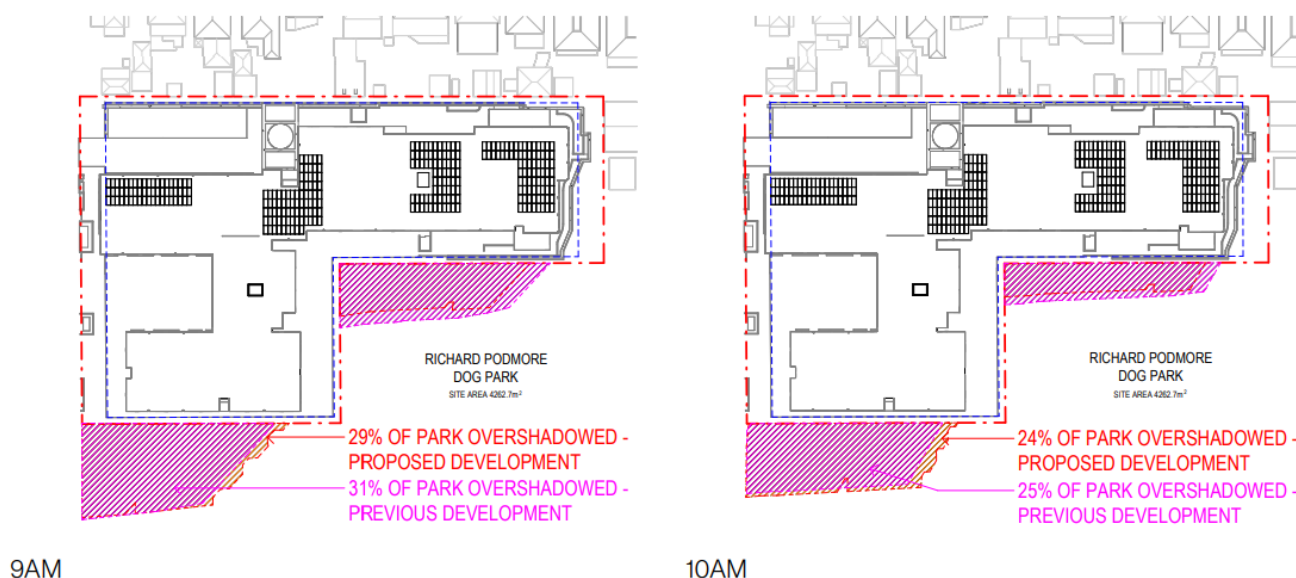 RICHARD PODMORE
DOG PARK
SITE AREA 4262.7m²
29% OF PARK OVERSHADOWED -
PROPOSED DEVELOPMENT
31% OF PARK OVERSHADOWED -
PREVIOUS DEVELOPMENT
9AM
RICHARD PODMORE
DOG PARK
SITE AREA 4262.7m²
24% OF PARK OVERSHADOWED -
PROPOSED DEVELOPMENT
25% OF PARK OVERSHADOWED -
PREVIOUS DEVELOPMENT
10AM